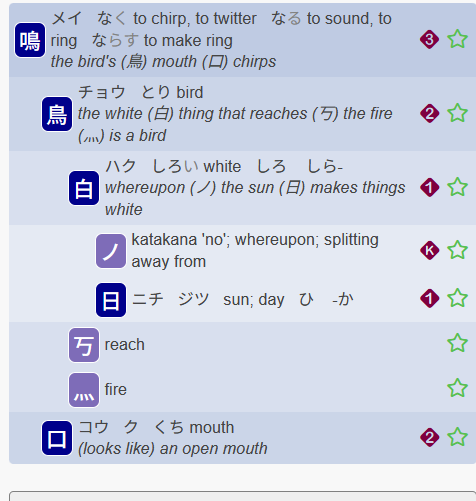 鳴 メイ なく to chirp, to twitter なる to sound, to
ring ならす to make ring
the bird's (鳥) mouth (口) chirps
3
鳥 チョウ とり bird
the white (白) thing that reaches (丂) the fire
(灬) is a bird
2
白 ハク しろい white しろ しら-
whereupon (ノ) the sun (日) makes things
white
1
ノ katakana 'no'; whereupon; splitting
away from
K
日 ニチ ジツ sun; day ひ -か
1
丂 reach
灬 fire
口 コウ ク くち mouth
(looks like) an open mouth
2